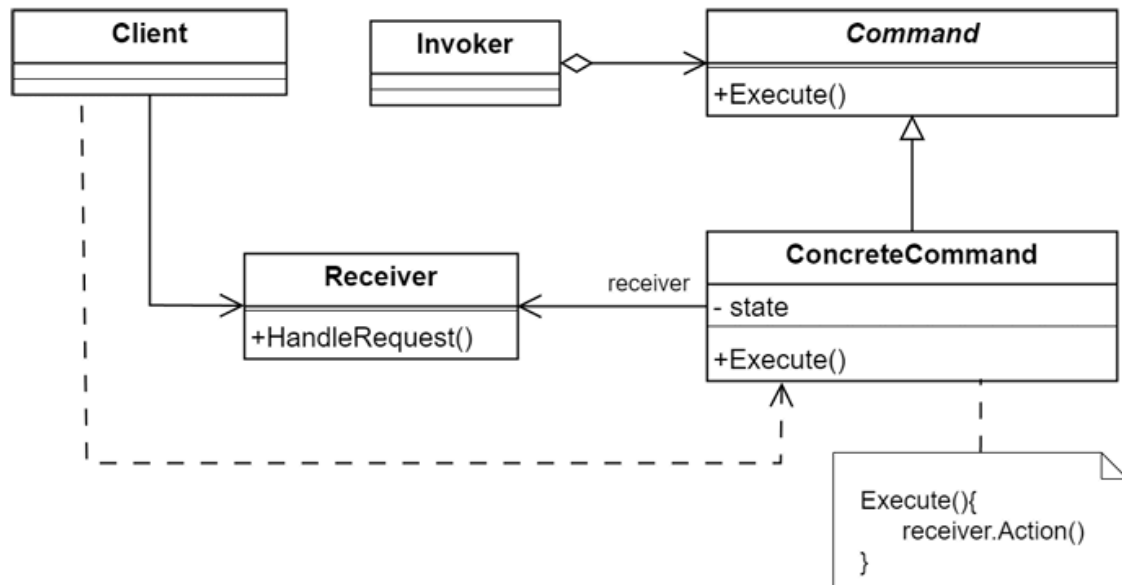 Client
Invoker
Command
+Execute()
Receiver
+HandleRequest()
receiver
ConcreteCommand
- state
+Execute()
Execute(){
receiver.Action()
}